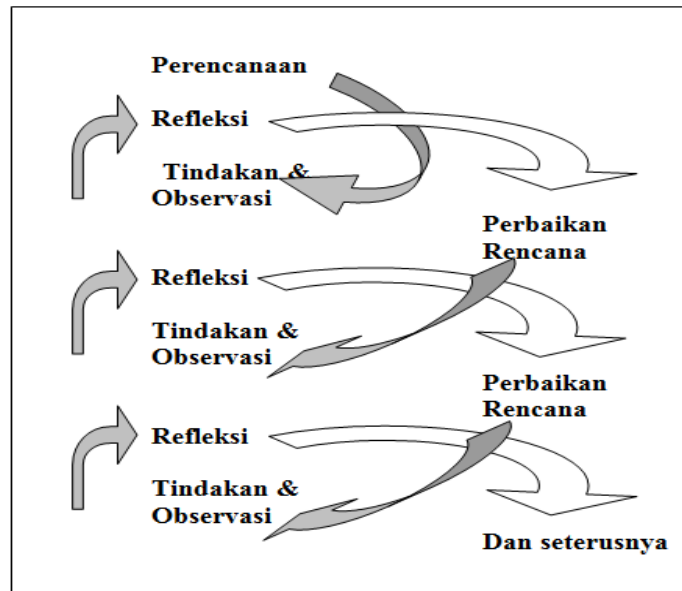 Perencanaan
Refleksi
Tindakan &
Observasi
Perbaikan
Rencana
Refleksi
Tindakan &
Observasi
Perbaikan
Rencana
Refleksi
Tindakan &
Observasi
Dan seterusnya